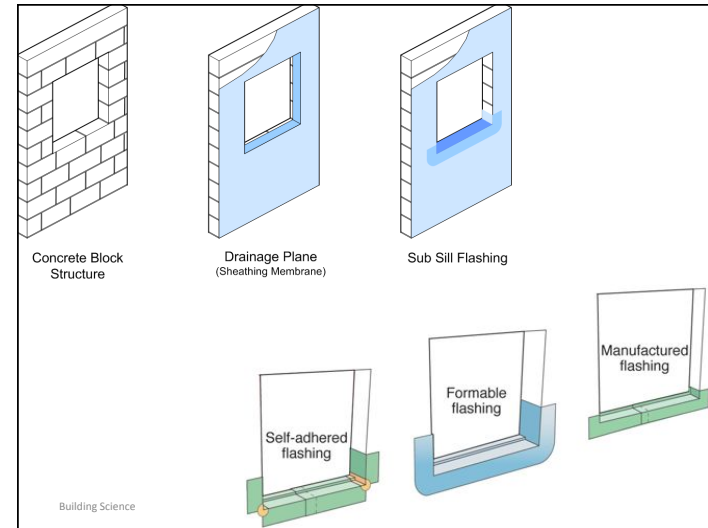 Concrete Block
Structure
Drainage Plane
(Sheathing Membrane)
Sub Sill Flashing
Self-adhered
flashing
Formable
flashing
Manufactured
flashing
Building Science